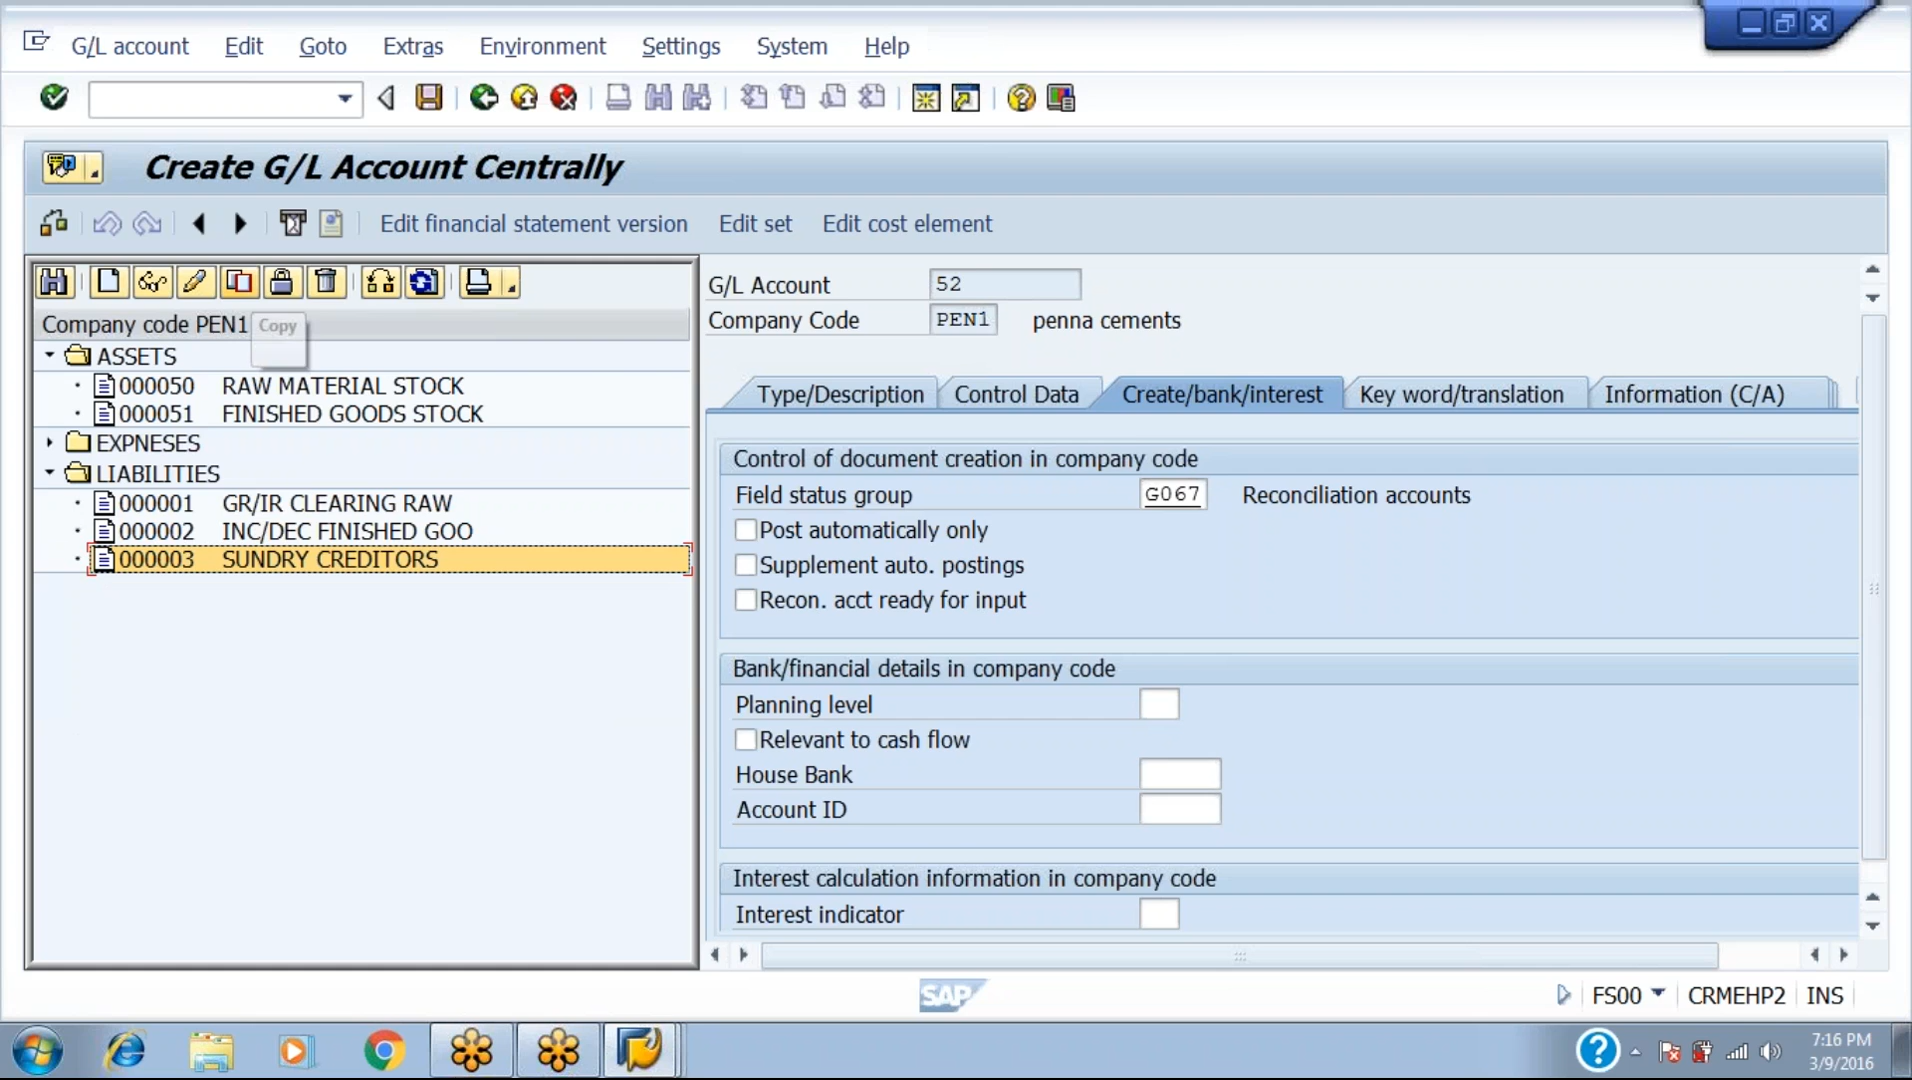 G/L account Edit Goto Extras Environment Settings System Help
Create G/L Account Centrally
Edit financial statement version Edit set Edit cost element
Company code PEN1
Copy
ASSETS
000050 RAW MATERIAL STOCK
000051 FINISHED GOODS STOCK
EXPNESES
LIABILITIES
000001 GR/IR CLEARING RAW
000002 INC/DEC FINISHED GOO
000003 SUNDRY CREDITORS
G/L Account 52
Company Code PEN1 penna cements
Type/Description Control Data Create/bank/interest Key word/translation Information (C/A)
Control of document creation in company code
Field status group G067 Reconciliation accounts
Post automatically only
Supplement auto. postings
Recon. acct ready for input
Bank/financial details in company code
Planning level
Relevant to cash flow
House Bank
Account ID
Interest calculation information in company code
Interest indicator
SAP
FS00 CRMEHP2 INS
7:16 PM
3/9/2016